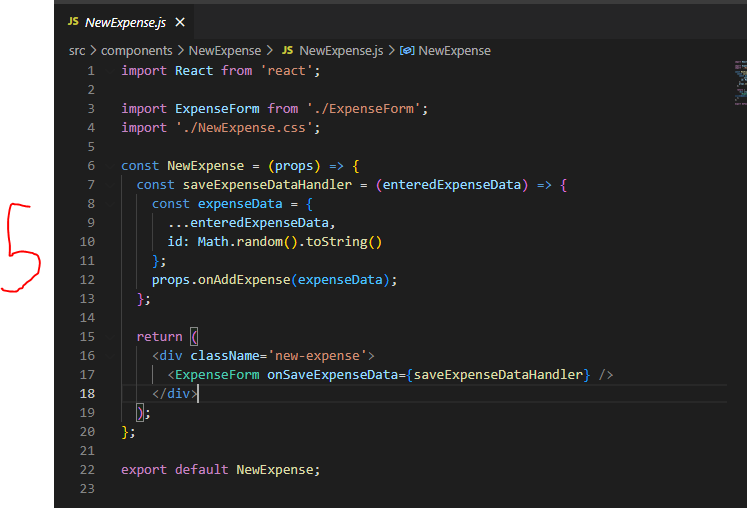 JS NewExpense.js ×
src > components > NewExpense > JS NewExpense.js > NewExpense
1 import React from 'react';
2
3 import ExpenseForm from './ExpenseForm';
4 import './NewExpense.css';
5
6 const NewExpense = (props) => {
7   const saveExpenseDataHandler = (enteredExpenseData) => {
8     const expenseData = {
9       ...enteredExpenseData,
10       id: Math.random().toString()
11     };
12     props.onAddExpense(expenseData);
13   };
14
15   return (
16     <div className='new-expense'>
17       <ExpenseForm onSaveExpenseData={saveExpenseDataHandler} />
18     </div>
19   );
20 };
21
22 export default NewExpense;
23
5